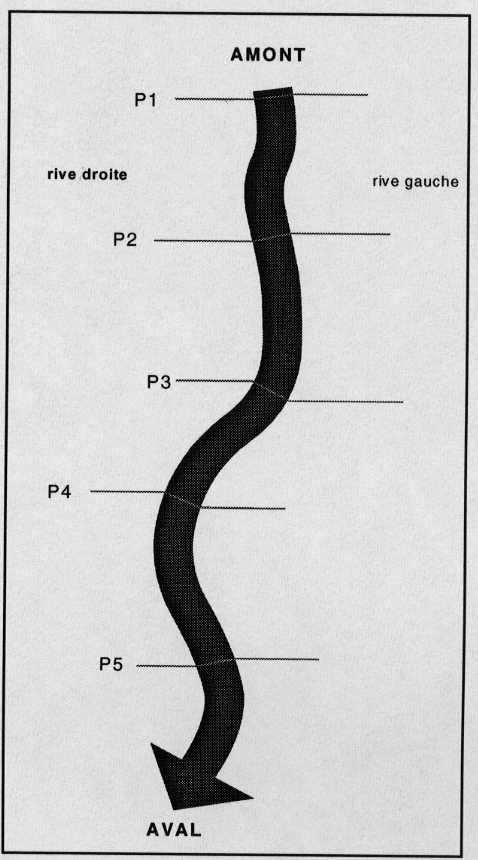 AMONT
P1
rive droite
rive gauche
P2
P3
P4
P5
AVAL